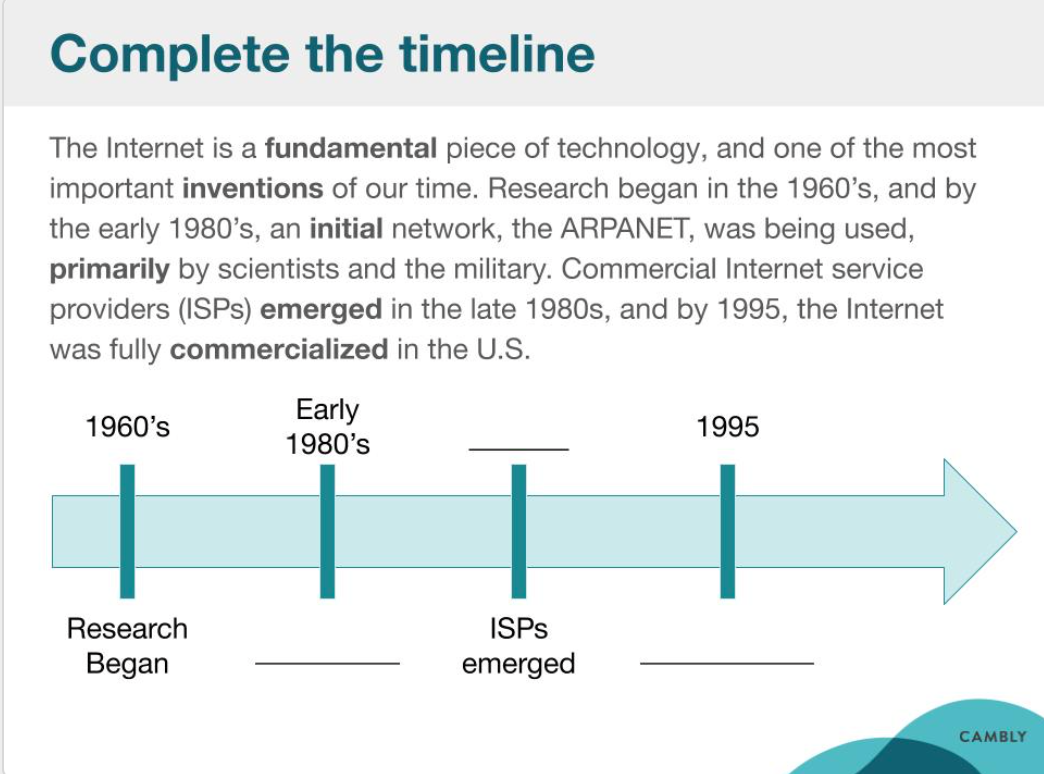 Complete the timeline
The Internet is a fundamental piece of technology, and one of the most
important inventions of our time. Research began in the 1960’s, and by
the early 1980’s, an initial network, the ARPANET, was being used,
primarily by scientists and the military. Commercial Internet service
providers (ISPs) emerged in the late 1980s, and by 1995, the Internet
was fully commercialized in the U.S.
1960’s
Early
1980’s
1995
Research
Began
ISPs
emerged
CAMBLY